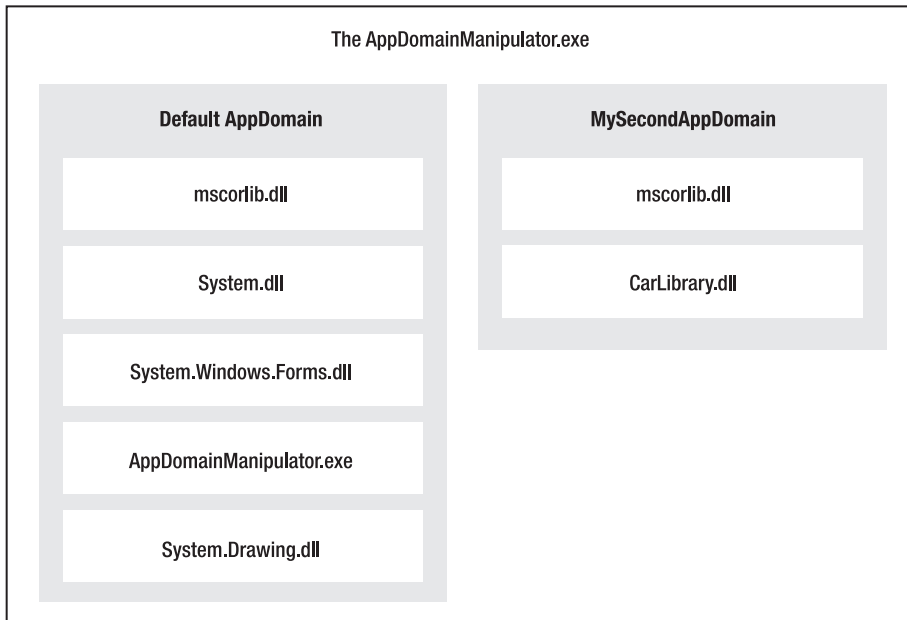 The AppDomainManipulator.exe
Default AppDomain
mscorlib.dll
System.dll
System.Windows.Forms.dll
AppDomainManipulator.exe
System.Drawing.dll
MySecondAppDomain
mscorlib.dll
CarLibrary.dll